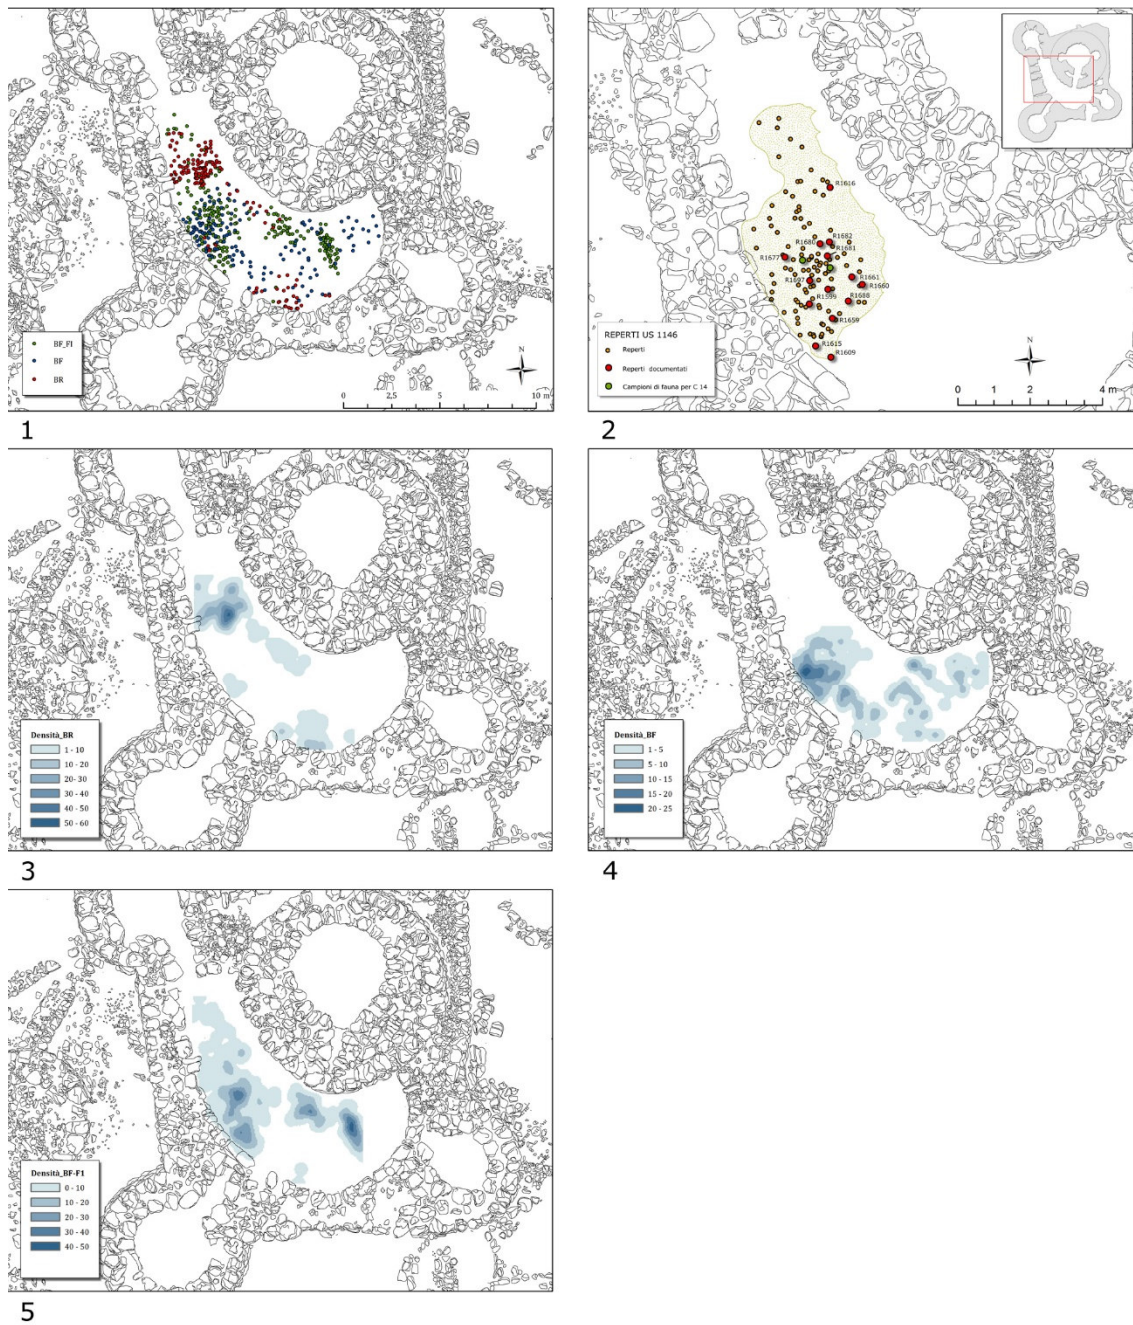 BF_FI
BF
BR
N
0 2,5 5 10 m
1
REPERTI US 1146
Reperti
Reperti documentati
Campioni di fauna per C 14
R1616
R1682
R1680
R1681
R1677
R1661
R1697
R1660
R1599
R1688
R1659
R1615
R1609
N
0 1 2 4 m
2
Densità_BR
1 - 10
10 - 20
20- 30
30 - 40
40 - 50
50 - 60
3
Densità_BF
1 - 5
5 - 10
10 - 15
15 - 20
20 - 25
4
Densità_BF-F1
0 - 10
10 - 20
20 - 30
30 - 40
40 - 50
5